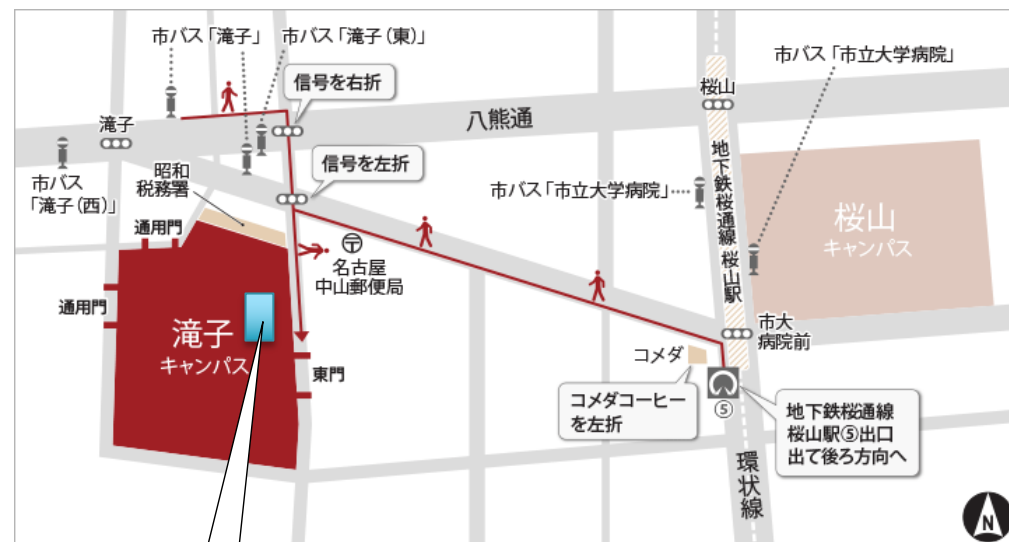 市バス「滝子」
市バス「滝子(東)」
市バス「市立大学病院」
信号を右折
桜山
滝子
八熊通
信号を左折
昭和
税務署
市バス
「滝子(西)」
地下鉄桜通線 桜山駅
市バス「市立大学病院」
桜山
キャンパス
通用門
〒
名古屋
中山郵便局
通用門
滝子
キャンパス
市大
病院前
コメダ
東門
コメダコーヒー
を左折
⑤
地下鉄桜通線
桜山駅⑤出口
出て後ろ方向へ
環状線
N